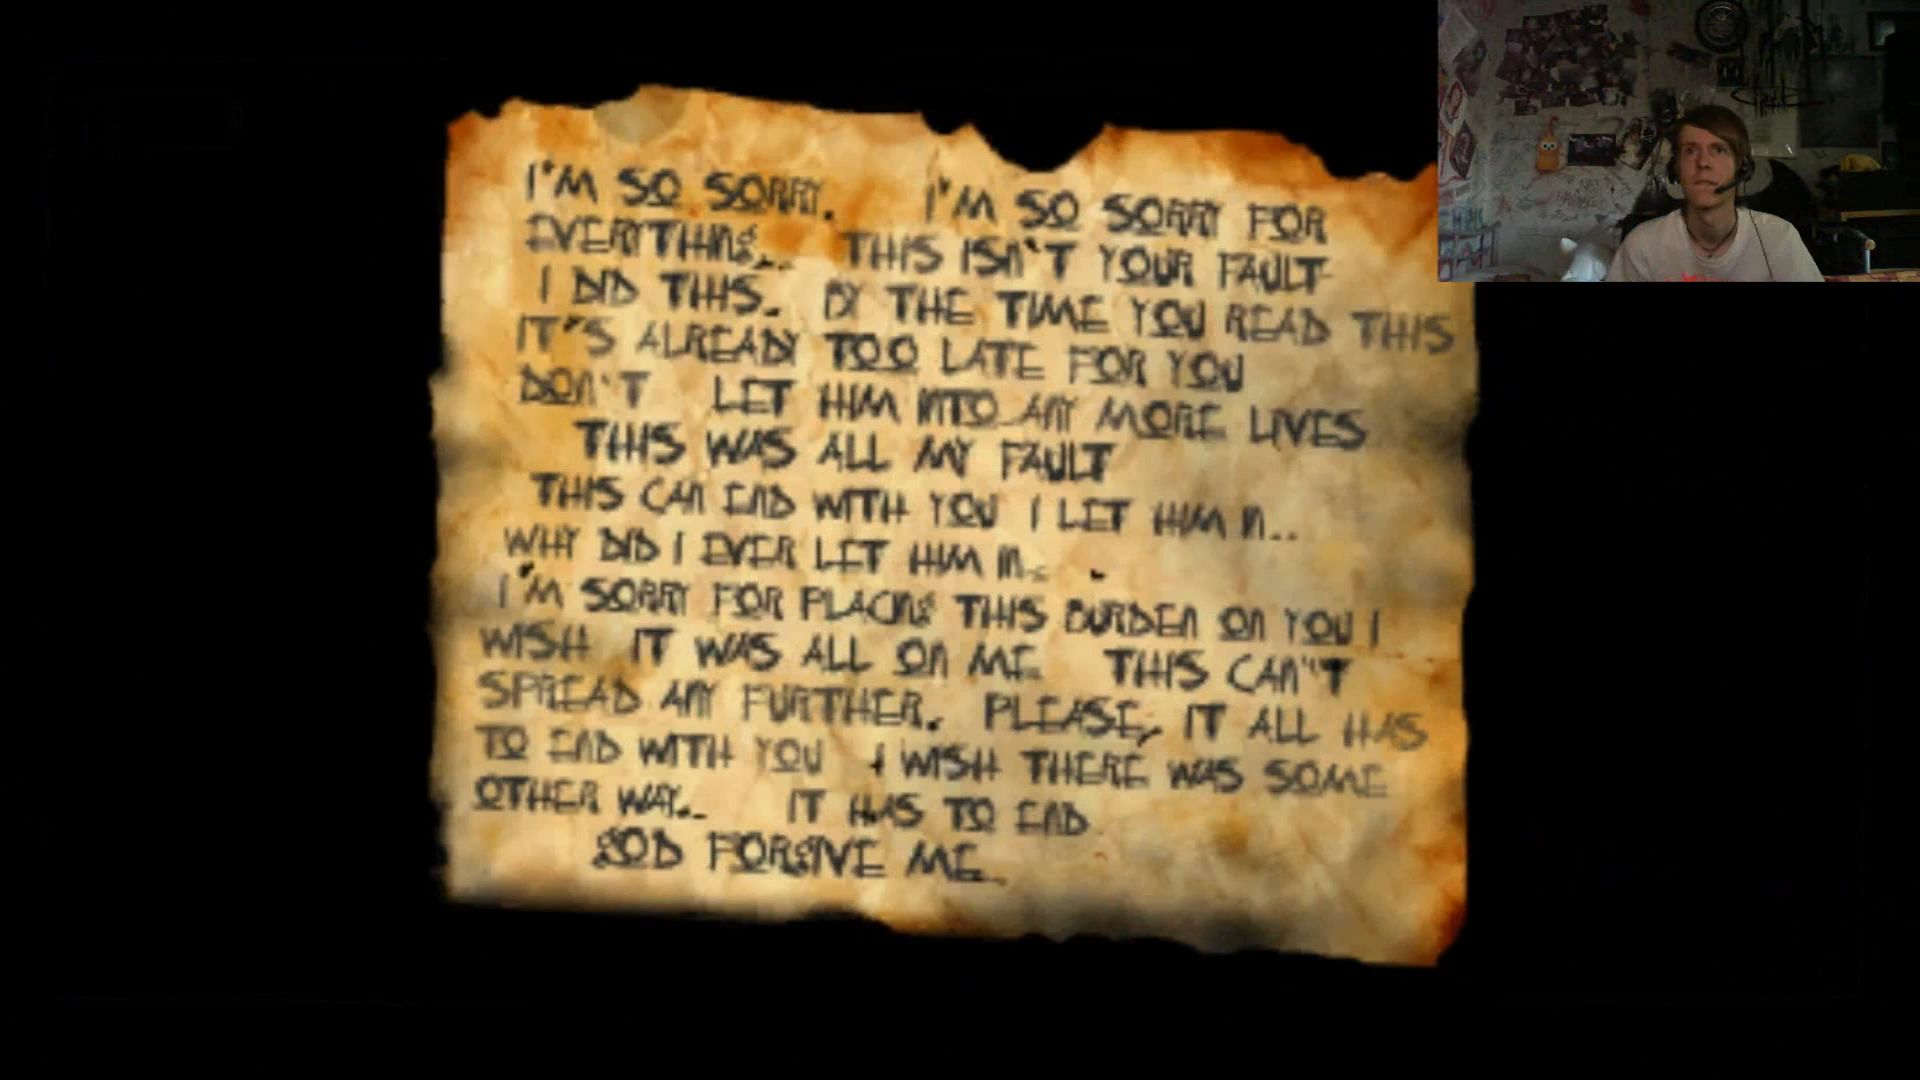 I'M SO SORRY. I'M SO SORRY FOR
EVERYTHING... THIS ISN'T YOUR FAULT
I DID THIS. BY THE TIME YOU READ THIS
IT'S ALREADY TOO LATE FOR YOU
DON'T LET HIM INTO ANY MORE LIVES
THIS WAS ALL MY FAULT
THIS CAN END WITH YOU I LET HIM IN...
WHY DID I EVER LET HIM IN..
I'M SORRY FOR PLACING THIS BURDEN ON YOU I
WISH IT WAS ALL ON ME. THIS CAN'T
SPREAD ANY FURTHER. PLEASE, IT ALL HAS
TO END WITH YOU I WISH THERE WAS SOME
OTHER WAY... IT HAS TO END
GOD FORGIVE ME..